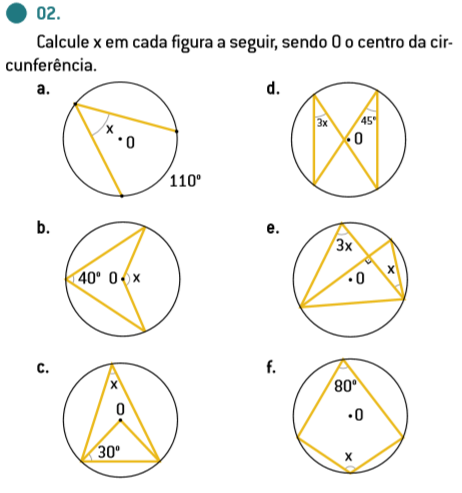 02.
Calcule x em cada figura a seguir, sendo O o centro da cir-
cunferência.
a.
x
O
110°
b.
40° O x
c.
x
O
30°
d.
3x 45°
O
e.
3x
x
O
f.
80°
O
x